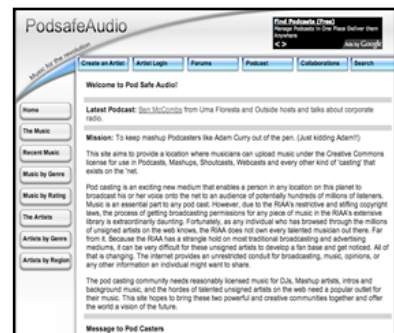 PodsafeAudio
Music for the revolution
Find Podcasts (Free)
Manage Podcasts In One Place Deliver them
Anywhere
< > Ads by Google
Create an Artist Artist Login Forums Podcast Collaborations Search
Home
The Music
Recent Music
Music by Genre
Music by Rating
The Artists
Artists by Genre
Artists by Region
Welcome to Pod Safe Audio!
Latest Podcast: Ben McCombs from Uma Floresta and Outside hosts and talks about corporate
radio.
Mission: To keep mashup Podcasters like Adam Curry out of the pen. (Just kidding Adam!!)
This site aims to provide a location where musicians can upload music under the Creative Commons
license for use in Podcasts, Mashups, Shoutcasts, Webcasts and every other kind of 'casting' that
exists on the 'net.
Pod casting is an exciting new medium that enables a person in any location on this planet to
broadcast his or her voice onto the net to an audience of potentially hundreds of millions of listeners.
Music is an essential part to any pod cast. However, due to the RIAA's restrictive and stifling copyright
laws, the process of getting broadcasting permissions for any piece of music in the RIAA's extensive
library is extraordinarily daunting. Fortunately, as an individual who has browsed through the millions
of unsigned artists on the web knows, the RIAA does not own every talented musician out there. Far
from it. Because the RIAA has a strange hold on most traditional broadcasting and advertising
mediums, it can be very difficult for these unsigned artists to develop a fan base and get noticed. All of
that is changing. The internet provides an unrestricted conduit for broadcasting, music, opinions, or
any other information an individual might want to share.
The pod casting community needs reasonably licensed music for DJs, Mashup artists, intros and
background music, and the hordes of talented unsigned artists on the web need a popular outlet for
their music. This site hopes to bring these two powerful and creative communities together and offer
the world a vision of the future.
Message to Pod Casters